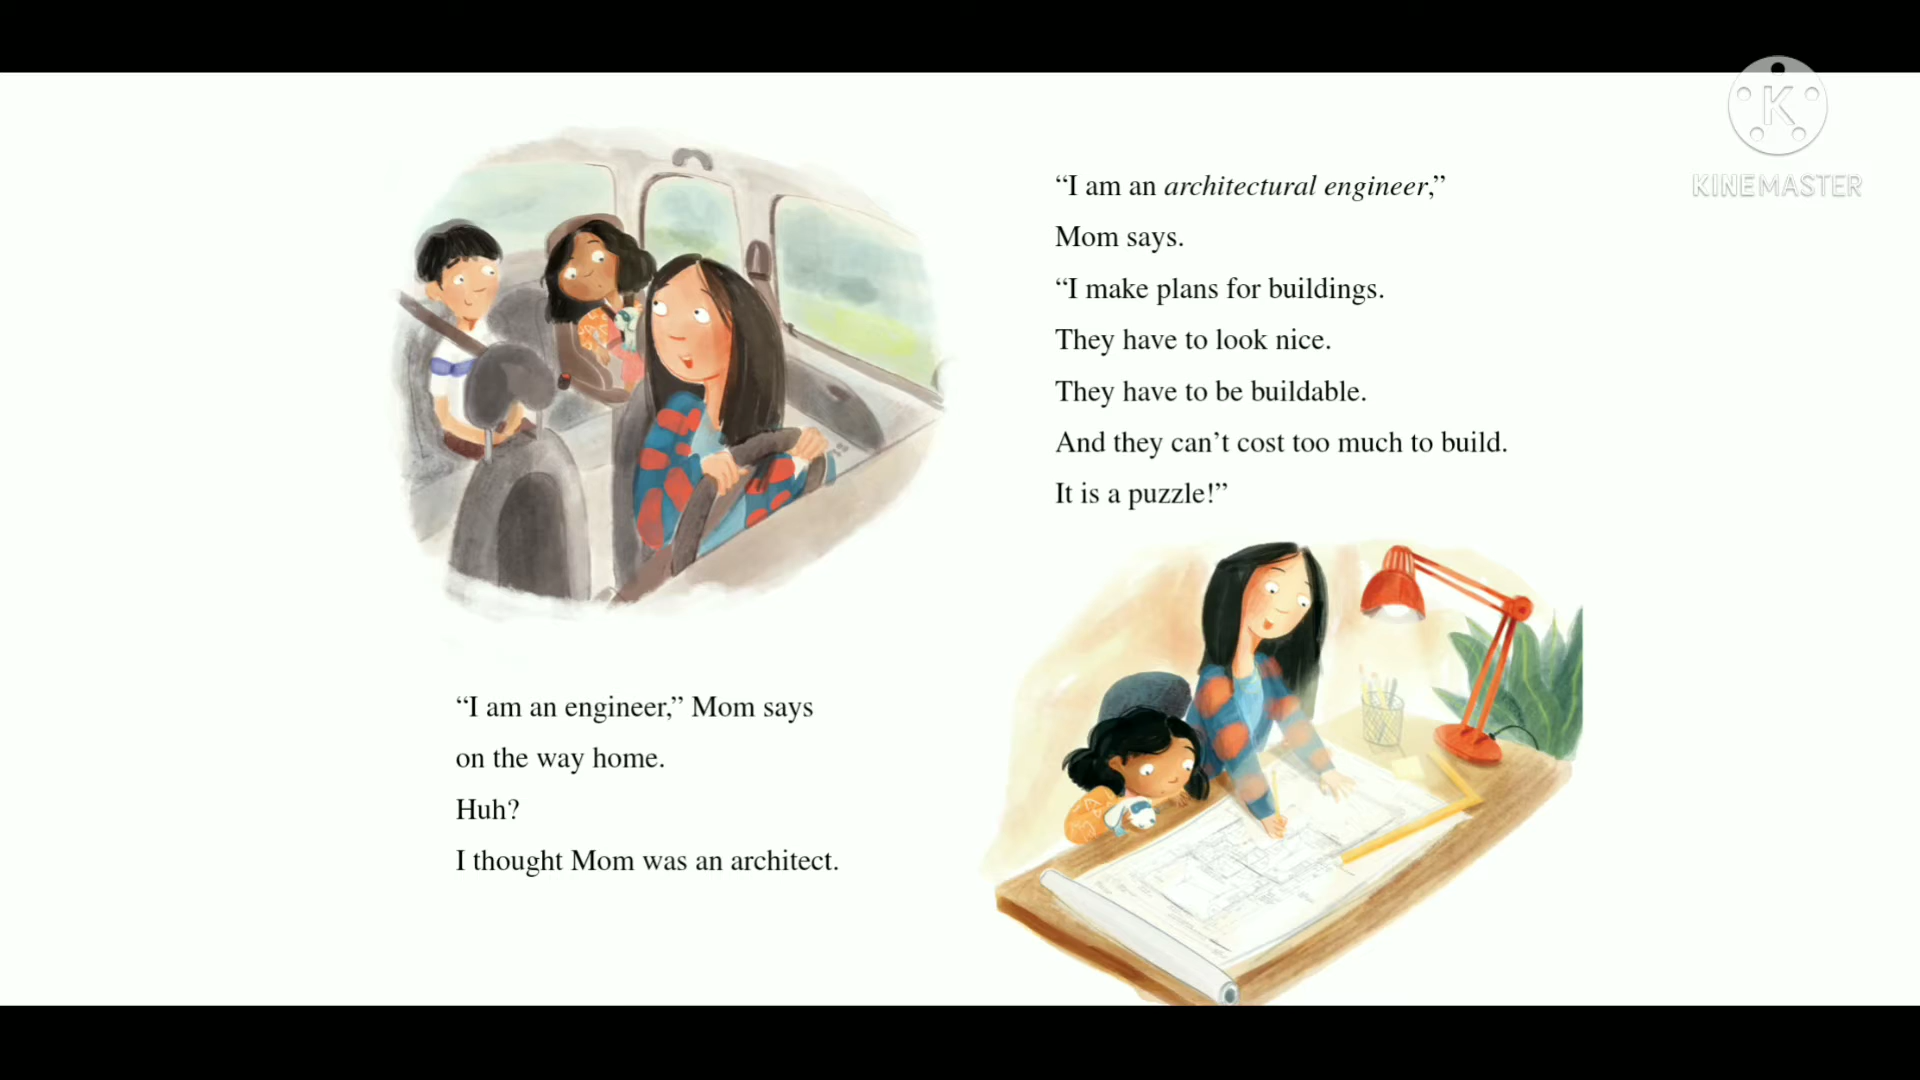 “I am an engineer,” Mom says
on the way home.
Huh?
I thought Mom was an architect.
“I am an architectural engineer,”
Mom says.
“I make plans for buildings.
They have to look nice.
They have to be buildable.
And they can’t cost too much to build.
It is a puzzle!”
K
KINEMASTER